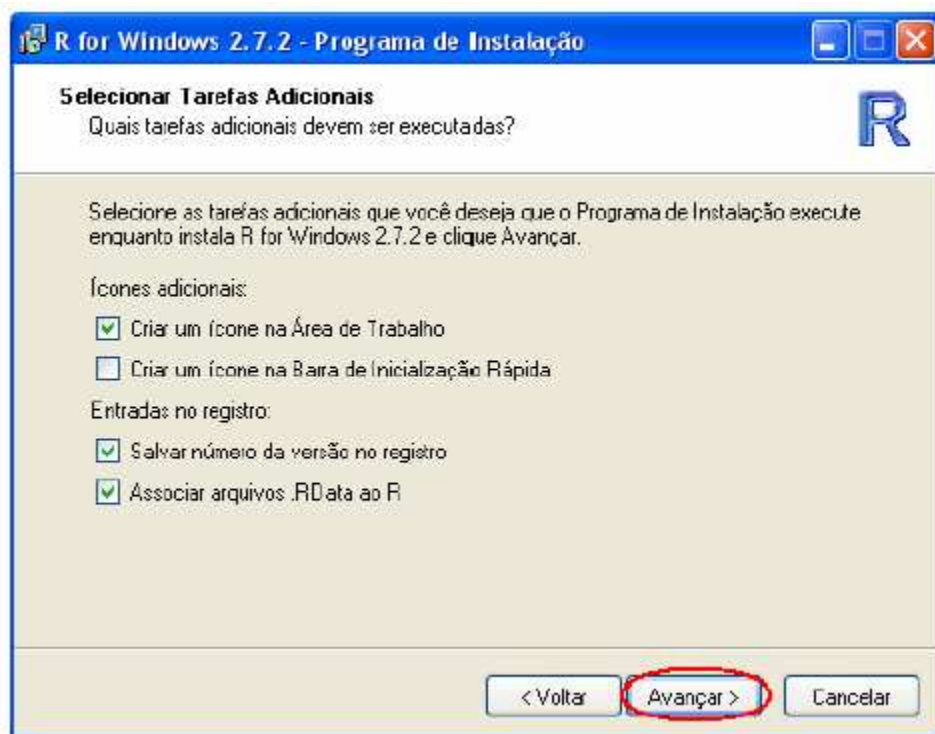 R for Windows 2.7.2 - Programa de Instalação
Selecionar Tarefas Adicionais
Quais tarefas adicionais devem ser executadas?
R
Selecione as tarefas adicionais que você deseja que o Programa de Instalação execute
enquanto instala R for Windows 2.7.2 e clique Avançar.
Ícones adicionais:
Criar um ícone na Área de Trabalho
Criar um ícone na Barra de Inicialização Rápida
Entradas no registro:
Salvar número da versão no registro
Associar arquivos .RData ao R
< Voltar
Avançar >
Cancelar